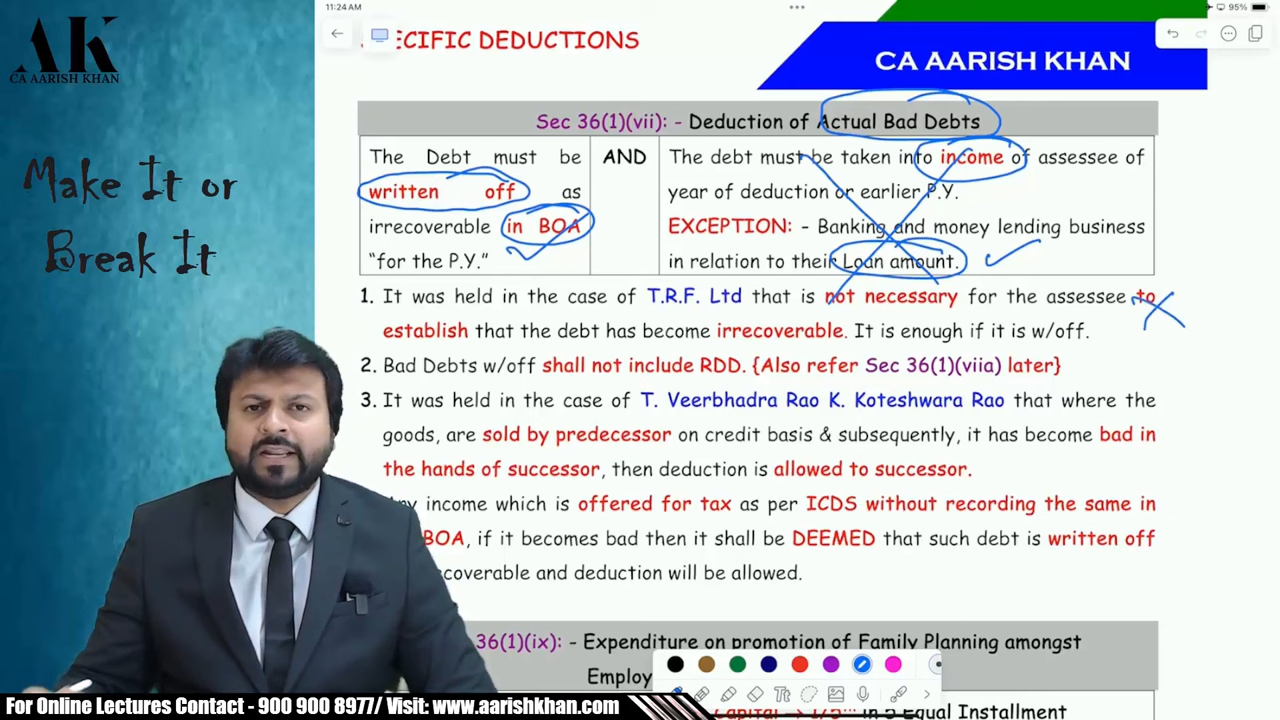 11:24 AM
95%
AK
CA AARISH KHAN
Make It or
Break It
CIFIC DEDUCTIONS
CA AARISH KHAN
Sec 36(1)(vii): - Deduction of Actual Bad Debts
The Debt must be
written off as
irrecoverable in BOA
“for the P.Y.”
AND
The debt must be taken into income of assessee of
year of deduction or earlier P.Y.
EXCEPTION: - Banking and money lending business
in relation to their Loan amount.
1. It was held in the case of T.R.F. Ltd that is not necessary for the assessee to
establish that the debt has become irrecoverable. It is enough if it is w/off.
2. Bad Debts w/off shall not include RDD. {Also refer Sec 36(1)(viia) later}
3. It was held in the case of T. Veerbhadra Rao K. Koteshwara Rao that where the
goods, are sold by predecessor on credit basis & subsequently, it has become bad in
the hands of successor, then deduction is allowed to successor.
ny income which is offered for tax as per ICDS without recording the same in
BOA, if it becomes bad then it shall be DEEMED that such debt is written off
coverable and deduction will be allowed.
36(1)(ix): - Expenditure on promotion of Family Planning amongst
Employ
Capital → 1/5 in 5 Equal Installment
For Online Lectures Contact - 900 900 8977/ Visit: www.aarishkhan.com